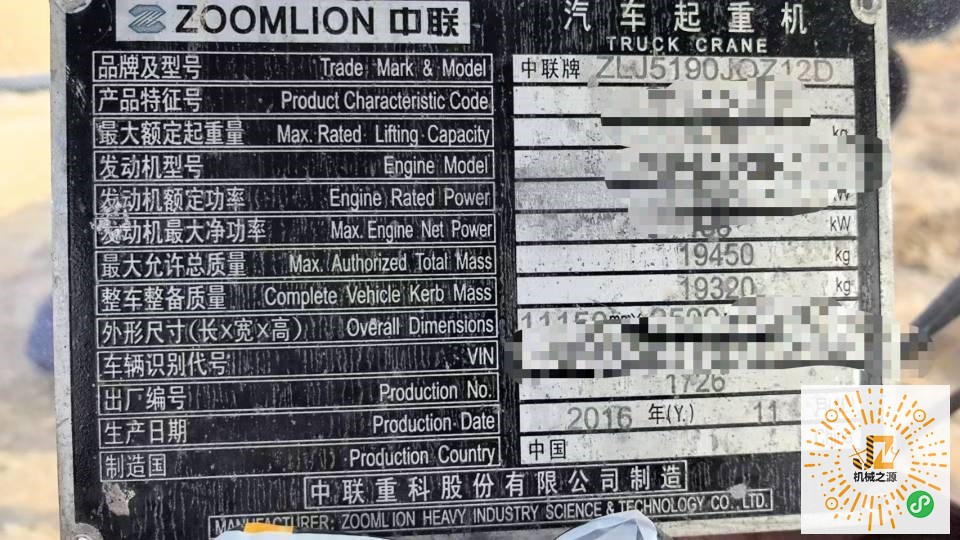 ZOOMLION 中联
汽车起重机
TRUCK CRANE
品牌及型号 Trade Mark & Model 中联牌 ZLJ5190JQZ12D
产品特征号 Product Characteristic Code
最大额定起重量 Max. Rated Lifting Capacity kg
发动机型号 Engine Model
发动机额定功率 Engine Rated Power kW
发动机最大净功率 Max. Engine Net Power kW
最大允许总质量 Max. Authorized Total Mass 19450 kg
整车整备质量 Complete Vehicle Kerb Mass 19320 kg
外形尺寸(长×宽×高) Overall Dimensions
车辆识别代号 VIN
出厂编号 Production No. 1726
生产日期 Production Date 2016 年(Y.) 11 月
制造国 Production Country 中国
中联重科股份有限公司制造
MANUFACTURER: ZOOMLION HEAVY INDUSTRY SCIENCE & TECHNOLOGY CO., LTD.
机械之源